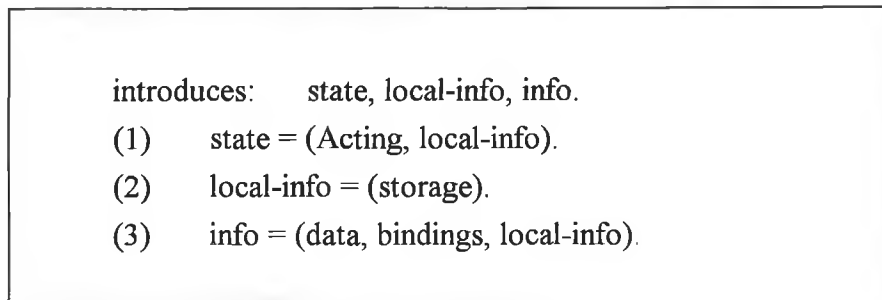 introduces: state, local-info, info.
(1) state = (Acting, local-info).
(2) local-info = (storage).
(3) info = (data, bindings, local-info).